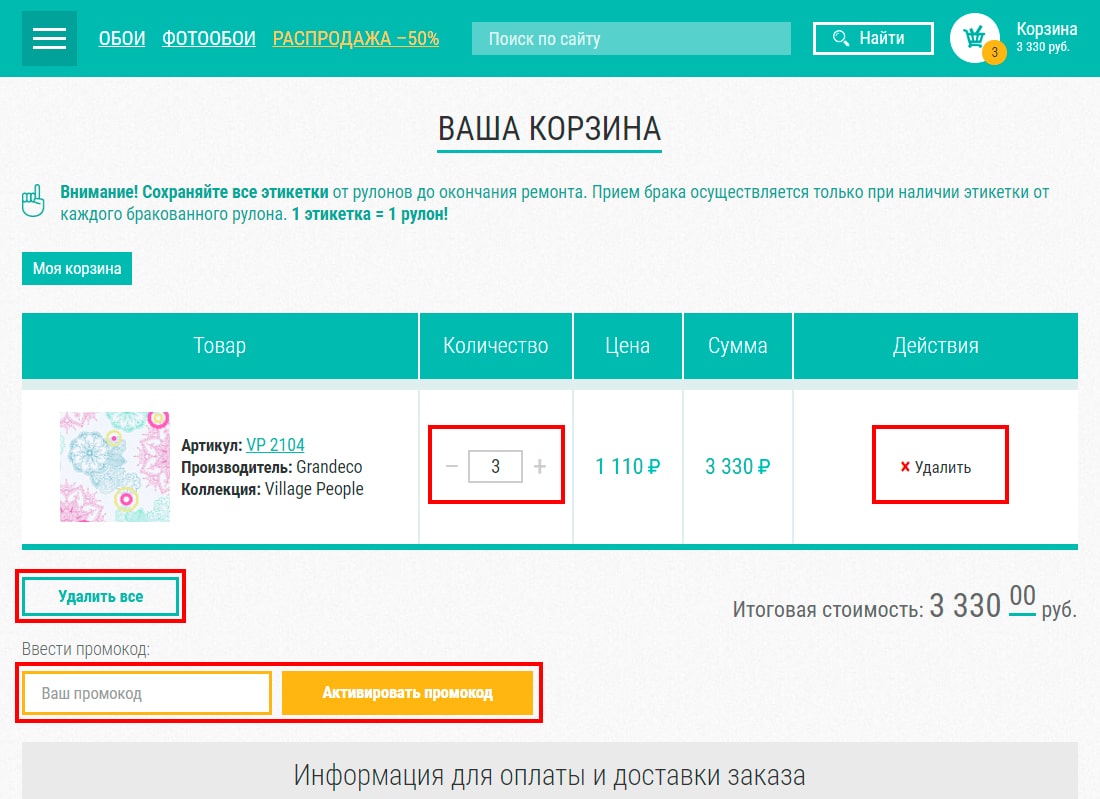 ОБОИ ФОТООБОИ РАСПРОДАЖА –50% Поиск по сайту Найти Корзина
3 330 руб.
3
ВАША КОРЗИНА
Внимание! Сохраняйте все этикетки от рулонов до окончания ремонта. Прием брака осуществляется только при наличии этикетки от
каждого бракованного рулона. 1 этикетка = 1 рулон!
Моя корзина
Товар Количество Цена Сумма Действия
Артикул: VP 2104
Производитель: Grandeco
Коллекция: Village People
− 3 + 1 110 ₽ 3 330 ₽ × Удалить
Удалить все
Итоговая стоимость: 3 330 00 руб.
Ввести промокод:
Ваш промокод Активировать промокод
Информация для оплаты и доставки заказа